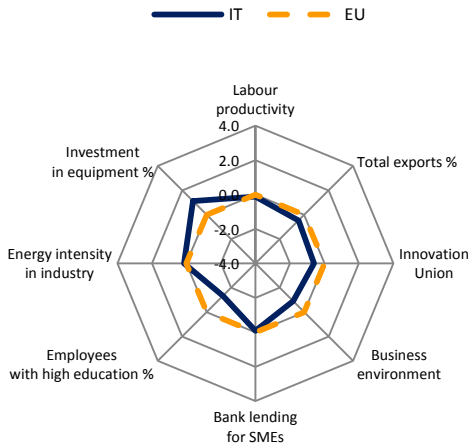 IT EU
Labour
productivity
4.0
Investment
in equipment %
2.0
Total exports %
0.0
-2.0
Energy intensity
in industry
-4.0
Innovation
Union
Employees
with high education %
Business
environment
Bank lending
for SMEs